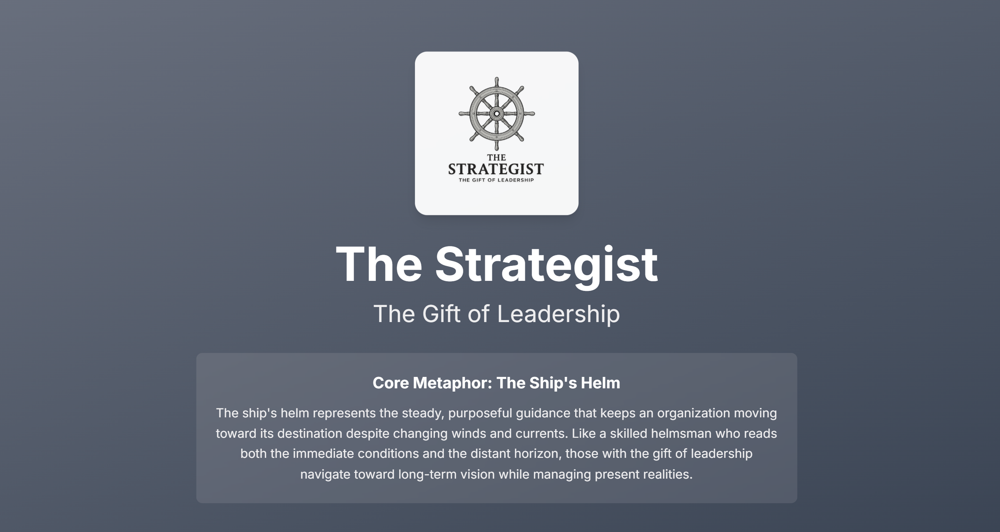 THE
STRATEGIST
THE GIFT OF LEADERSHIP
The Strategist
The Gift of Leadership
Core Metaphor: The Ship's Helm
The ship's helm represents the steady, purposeful guidance that keeps an organization moving
toward its destination despite changing winds and currents. Like a skilled helmsman who reads
both the immediate conditions and the distant horizon, those with the gift of leadership
navigate toward long-term vision while managing present realities.